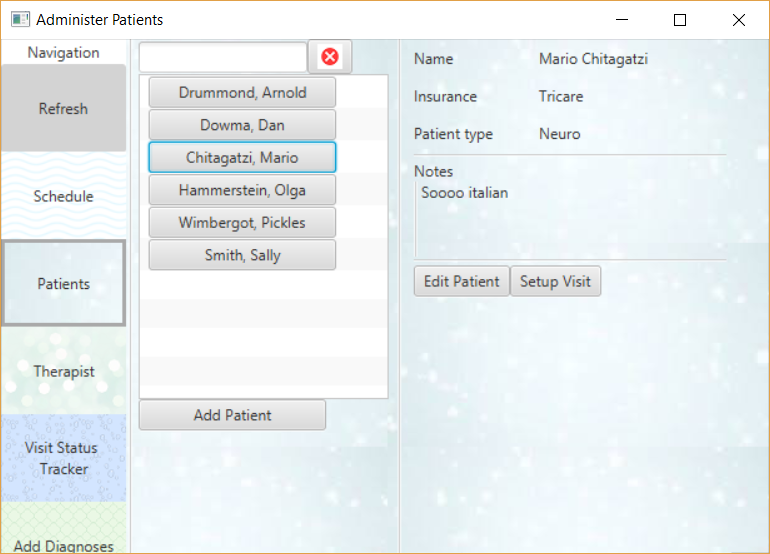 Administer Patients
Navigation
Refresh
Schedule
Patients
Therapist
Visit Status
Tracker
Add Diagnoses
Drummond, Arnold
Dowma, Dan
Chitagatzi, Mario
Hammerstein, Olga
Wimbergot, Pickles
Smith, Sally
Add Patient
Name Mario Chitagatzi
Insurance Tricare
Patient type Neuro
Notes
Soooo italian
Edit Patient Setup Visit